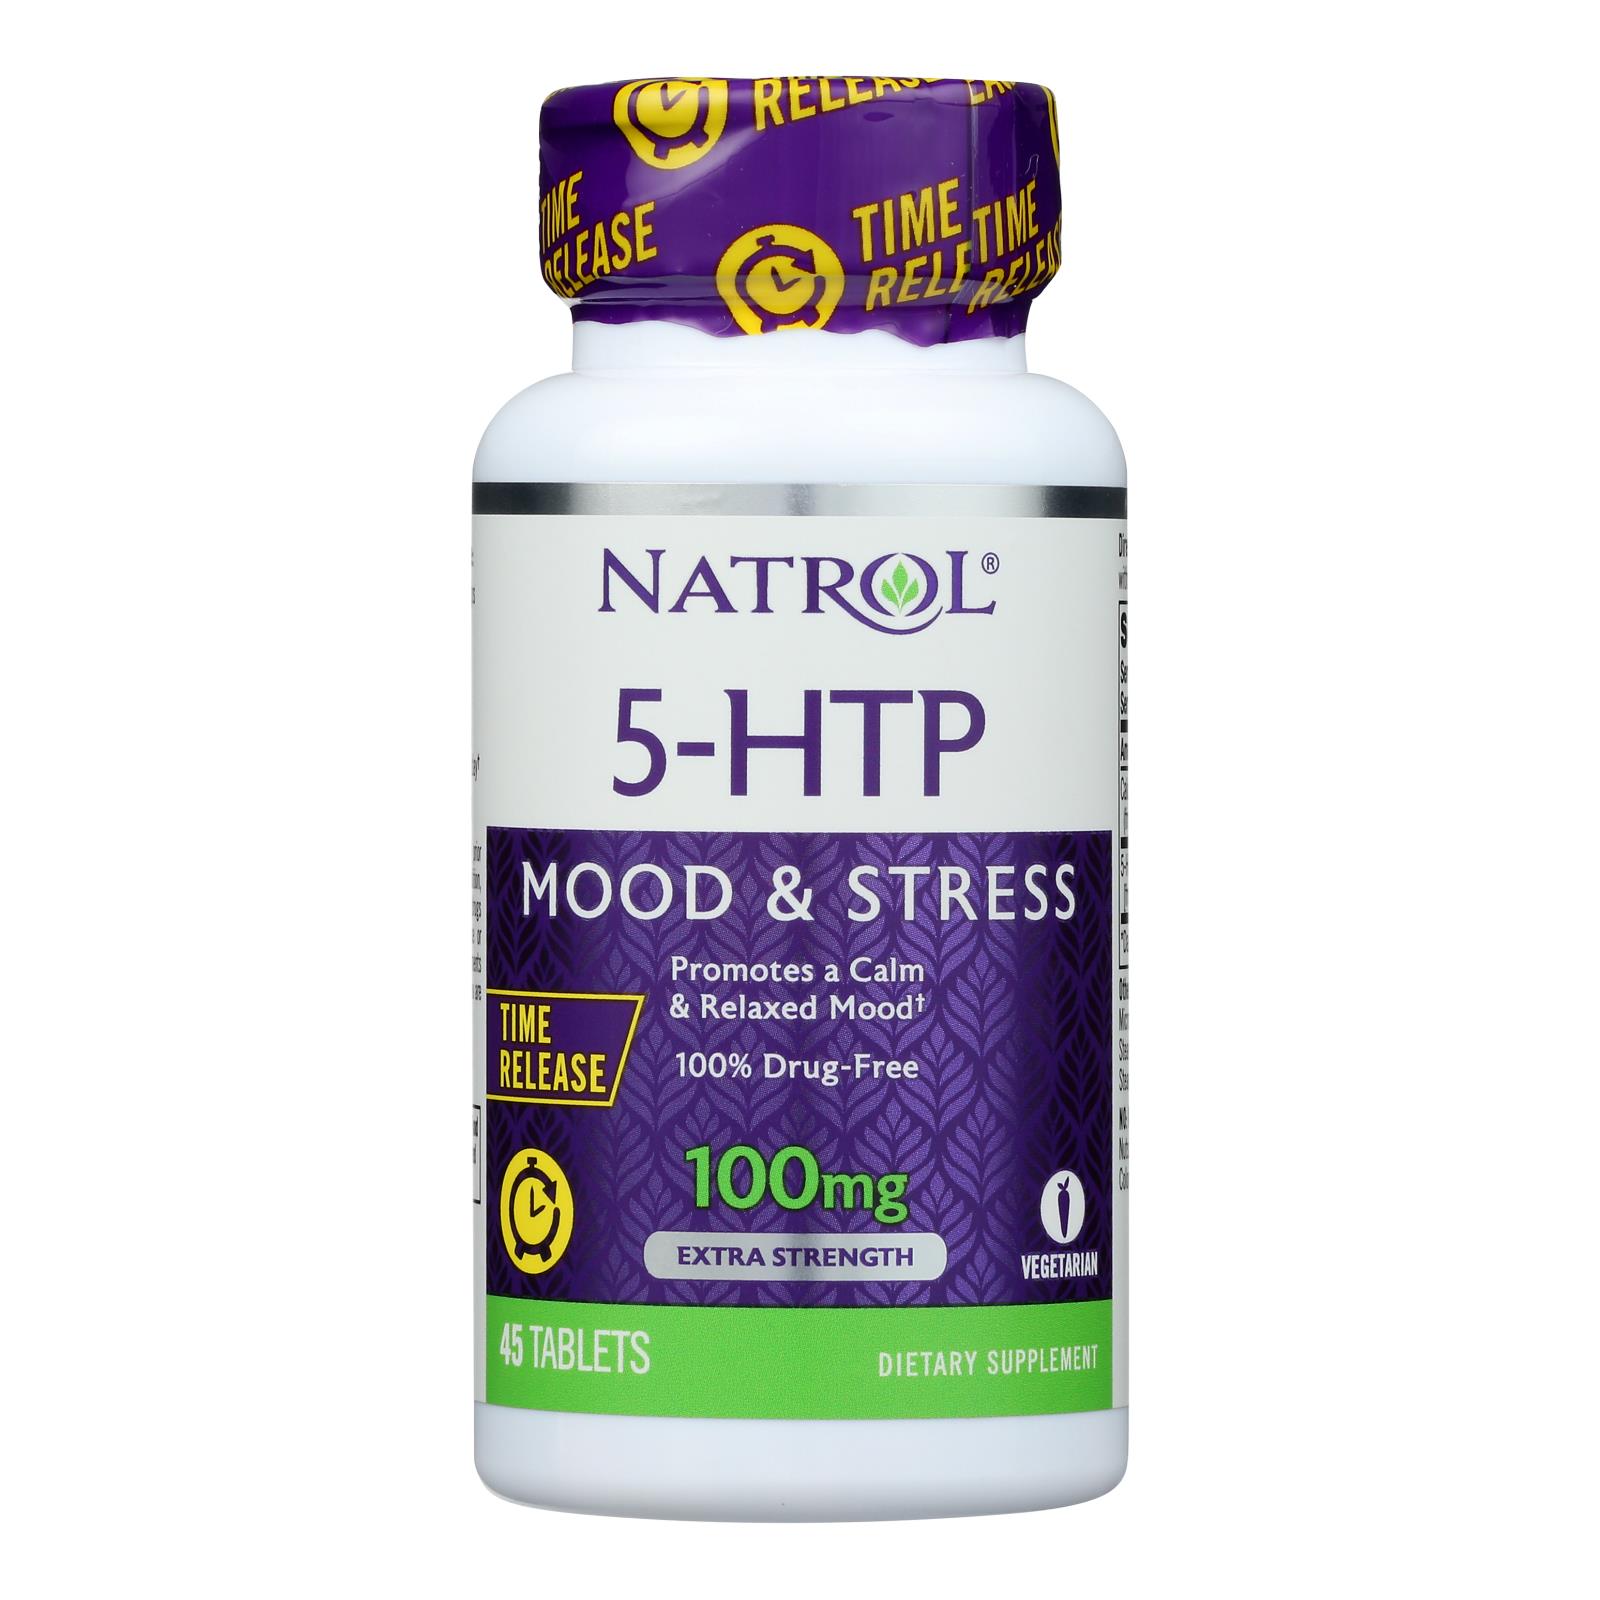 RELEASE
TIME
RELEASE
TIME
TIME
NATROL®
5-HTP
MOOD & STRESS
Promotes a Calm
& Relaxed Mood†
100% Drug-Free
TIME
RELEASE
100mg
EXTRA STRENGTH
VEGETARIAN
45 TABLETS
DIETARY SUPPLEMENT